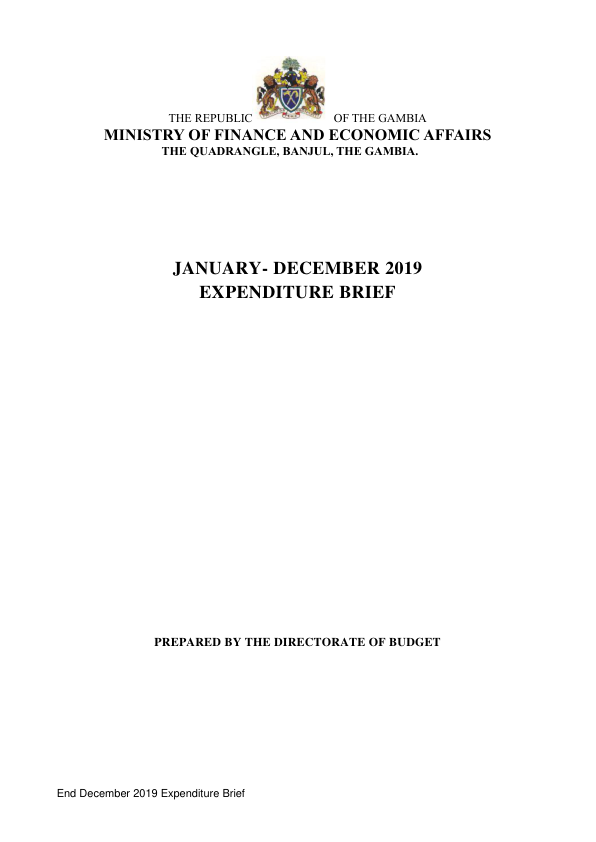 THE REPUBLIC OF THE GAMBIA
MINISTRY OF FINANCE AND ECONOMIC AFFAIRS
THE QUADRANGLE, BANJUL, THE GAMBIA.
JANUARY- DECEMBER 2019
EXPENDITURE BRIEF
PREPARED BY THE DIRECTORATE OF BUDGET
End December 2019 Expenditure Brief